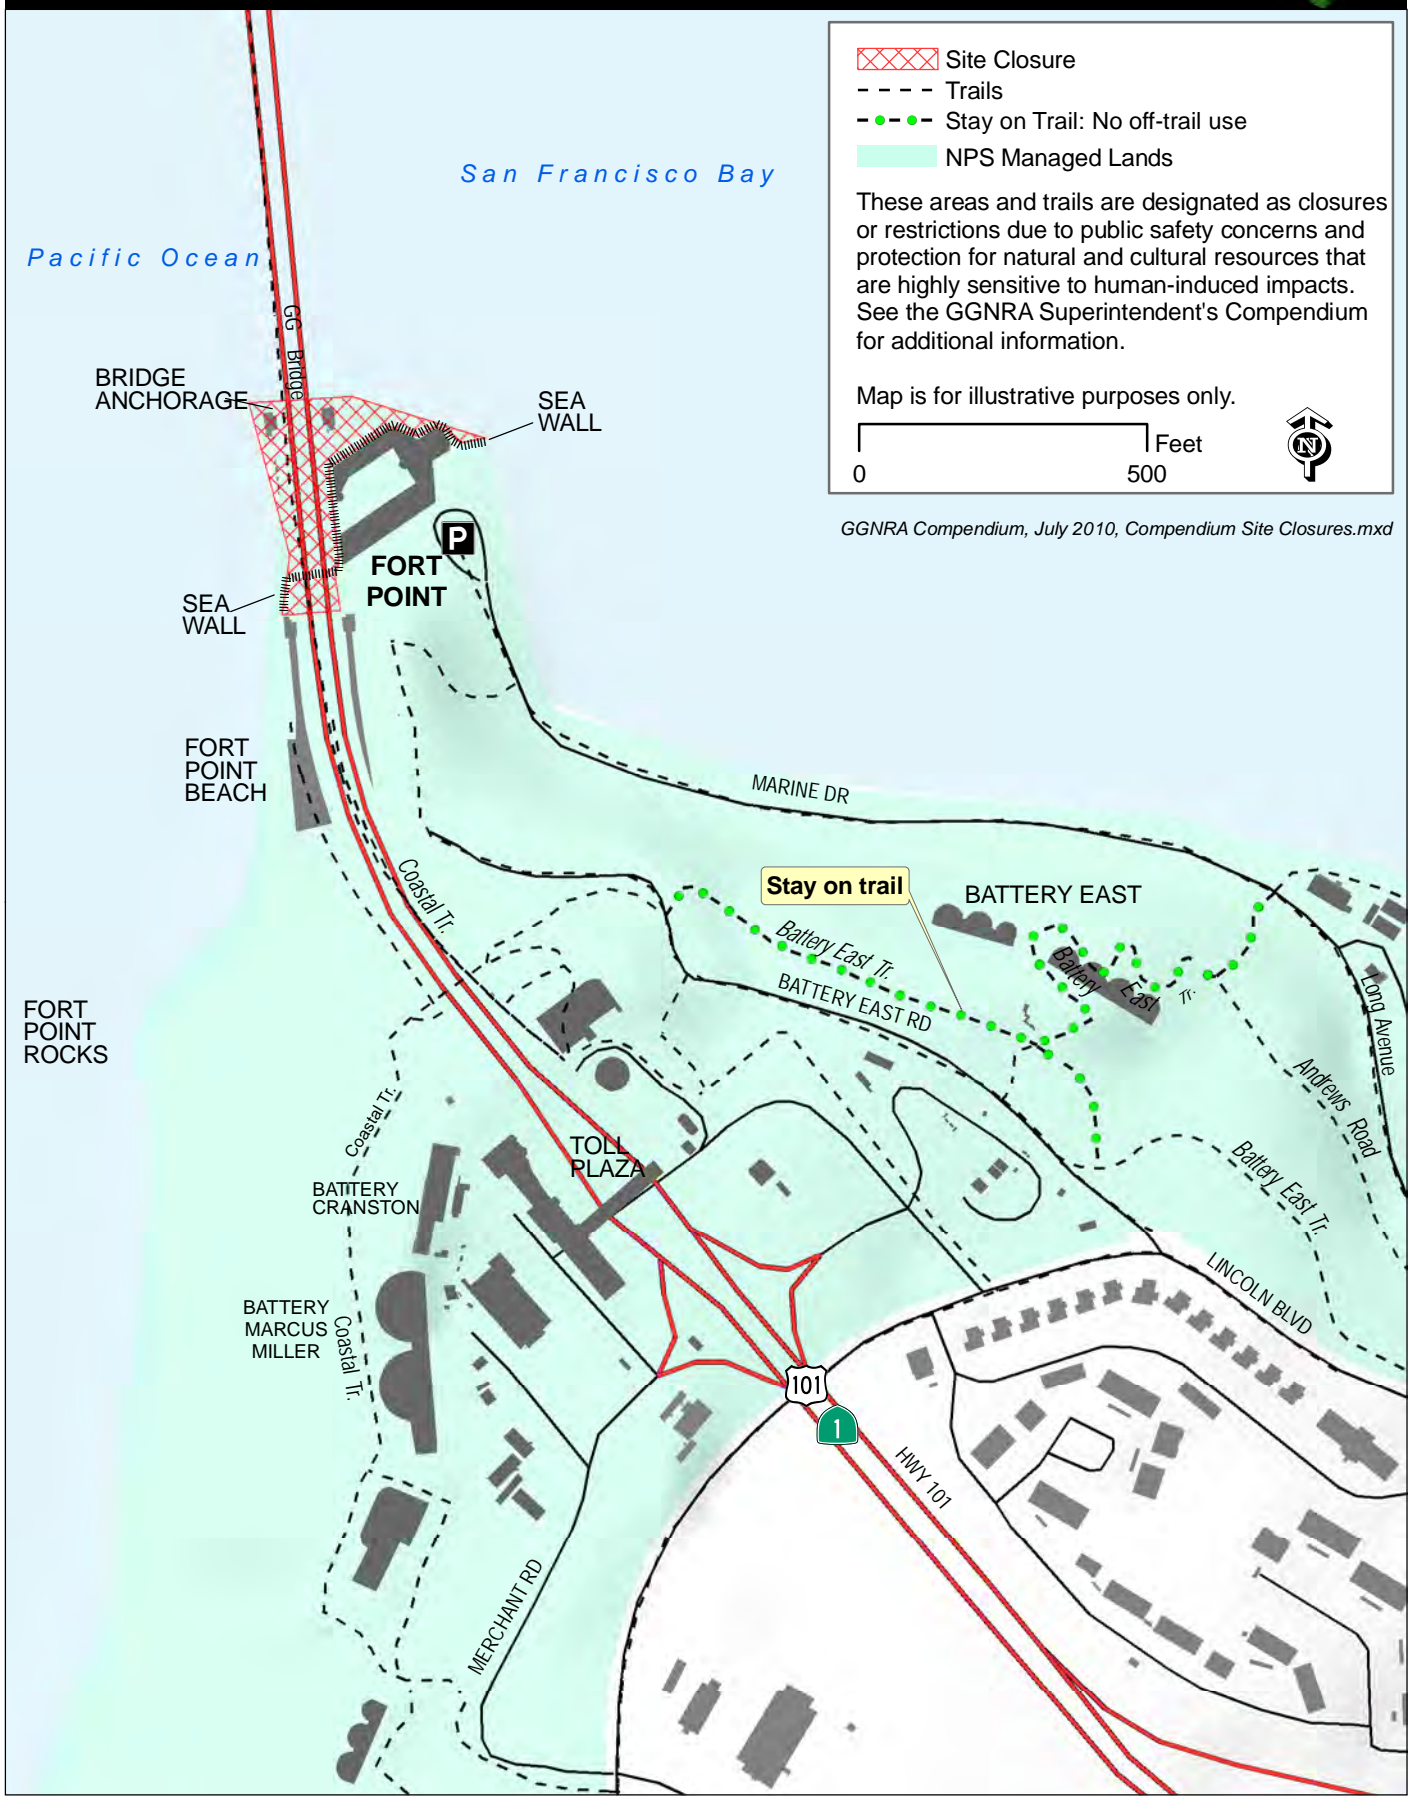 Site Closure
Trails
Stay on Trail: No off-trail use
NPS Managed Lands
These areas and trails are designated as closures
or restrictions due to public safety concerns and
protection for natural and cultural resources that
are highly sensitive to human-induced impacts.
See the GGNRA Superintendent's Compendium
for additional information.
Map is for illustrative purposes only.
Feet
0
500
N
GGNRA Compendium, July 2010, Compendium Site Closures.mxd
San Francisco Bay
Pacific Ocean
GG Bridge
BRIDGE
ANCHORAGE
SEA
WALL
P
FORT
POINT
SEA
WALL
FORT
POINT
BEACH
MARINE DR
Coastal Tr.
Stay on trail
BATTERY EAST
Battery East Tr.
Battery East Tr.
BATTERY EAST RD
Long Avenue
FORT
POINT
ROCKS
Andrews Road
Coastal Tr.
TOLL
PLAZA
Battery East Tr.
BATTERY
CRANSTON
LINCOLN BLVD
BATTERY
MARCUS
MILLER
Coastal Tr.
101
1
HWY 101
MERCHANT RD